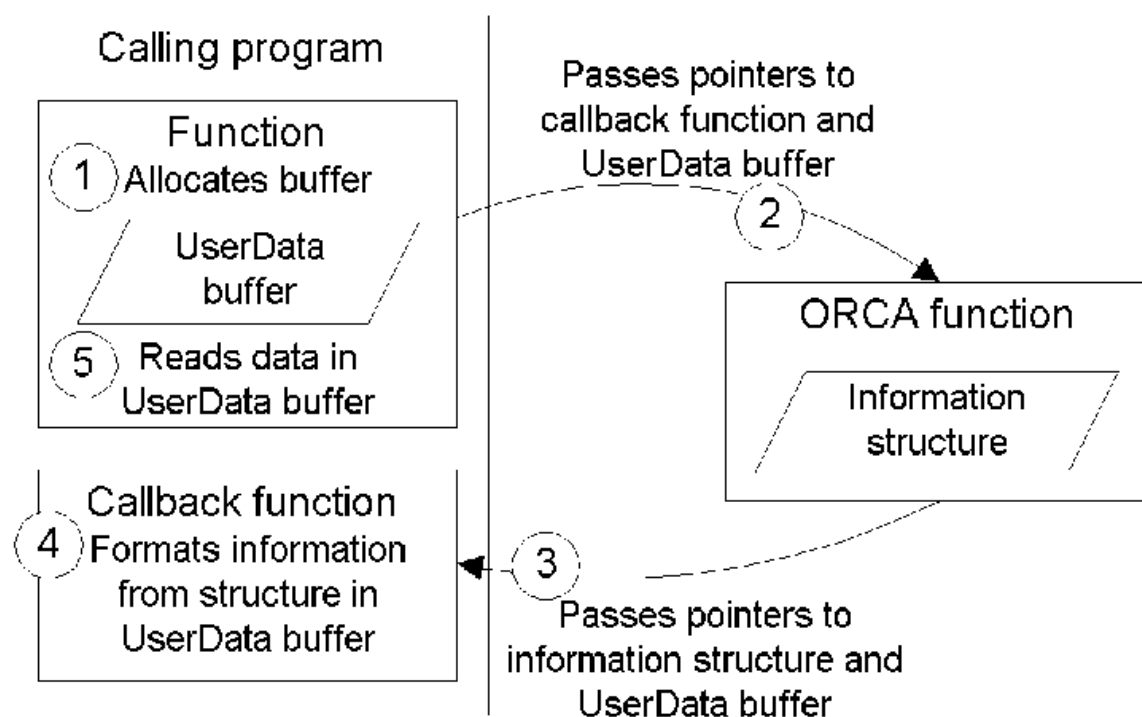 Calling program
Function
1
Allocates buffer
UserData
buffer
5
Reads data in
UserData buffer
Passes pointers to
callback function and
UserData buffer
2
ORCA function
Information
structure
3
Passes pointers to
information structure and
UserData buffer
Callback function
4
Formats information
from structure in
UserData buffer